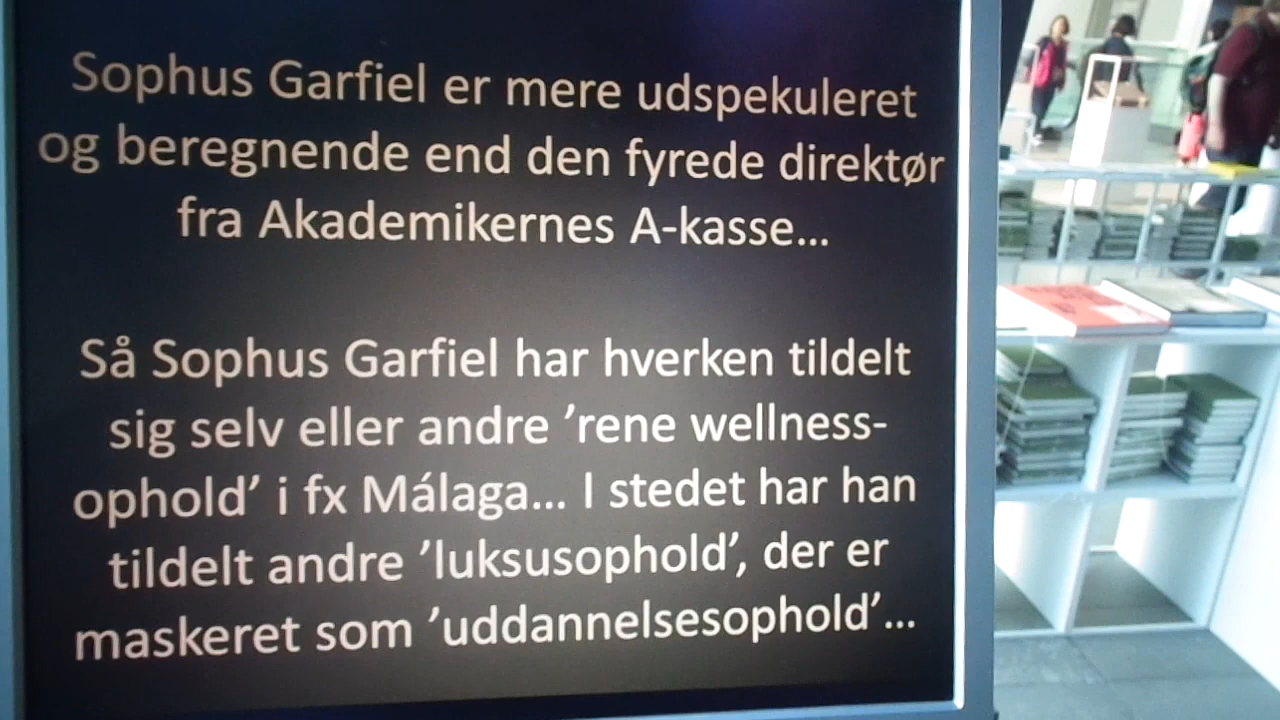 Sophus Garfiel er mere udspekuleret
og beregnende end den fyrede direktør
fra Akademikernes A-kasse...
Så Sophus Garfiel har hverken tildelt
sig selv eller andre ’rene wellness-
ophold’ i fx Málaga... I stedet har han
tildelt andre ’luksusophold’, der er
maskeret som ’uddannelsesophold’...